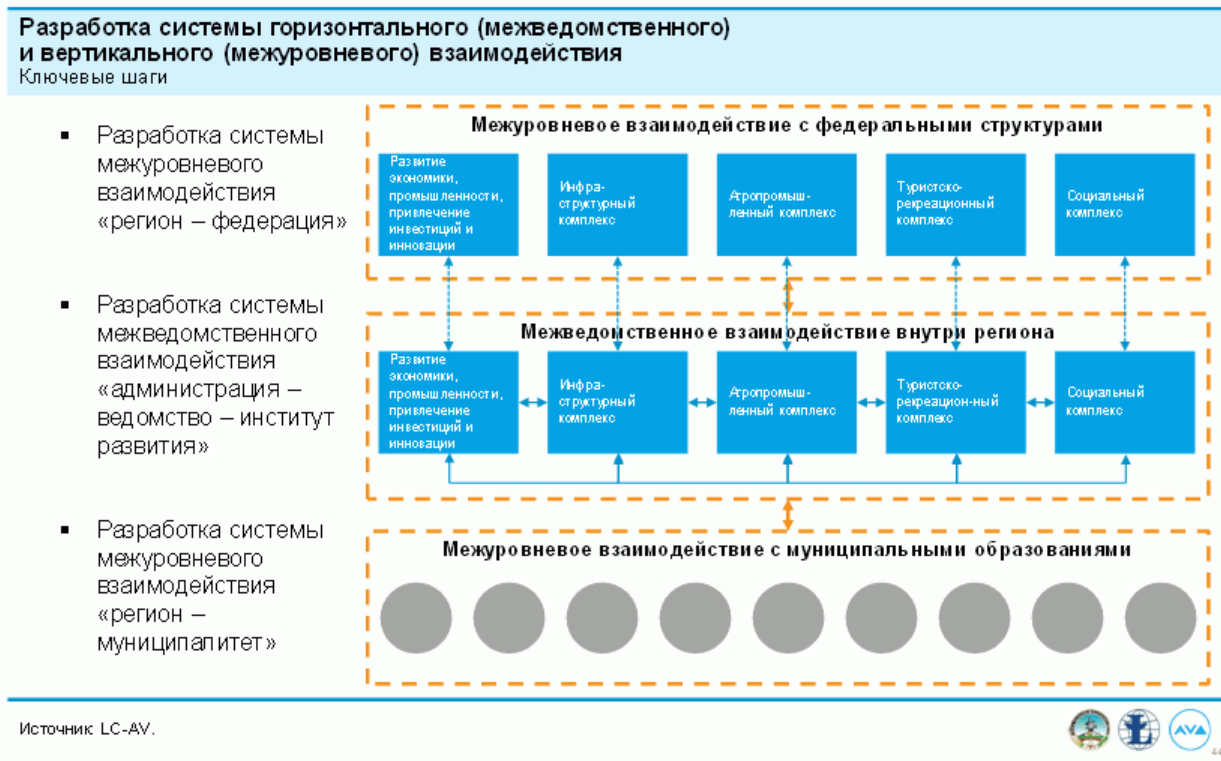 Разработка системы горизонтального (межведомственного)
и вертикального (межуровневого) взаимодействия
Ключевые шаги
▪ Разработка системы
межуровневого
взаимодействия
«регион – федерация»
▪ Разработка системы
межведомственного
взаимодействия
«администрация –
ведомство – институт
развития»
▪ Разработка системы
межуровневого
взаимодействия
«регион –
муниципалитет»
Межуровневое взаимодействие с федеральными структурами
Развитие
экономики,
промышленности,
привлечение
инвестиций и
инновации
Инфра-
структурный
комплекс
Агропромыш-
ленный комплекс
Туристско-
рекреационный
комплекс
Социальный
комплекс
Межведомственное взаимодействие внутри региона
Развитие
экономики,
промышленности,
привлечение
инвестиций и
инновации
Инфра-
структурный
комплекс
Агропромыш-
ленный комплекс
Туристско-
рекреацион-ный
комплекс
Социальный
комплекс
Межуровневое взаимодействие с муниципальными образованиями
Источник: LC-AV.
AVA
44